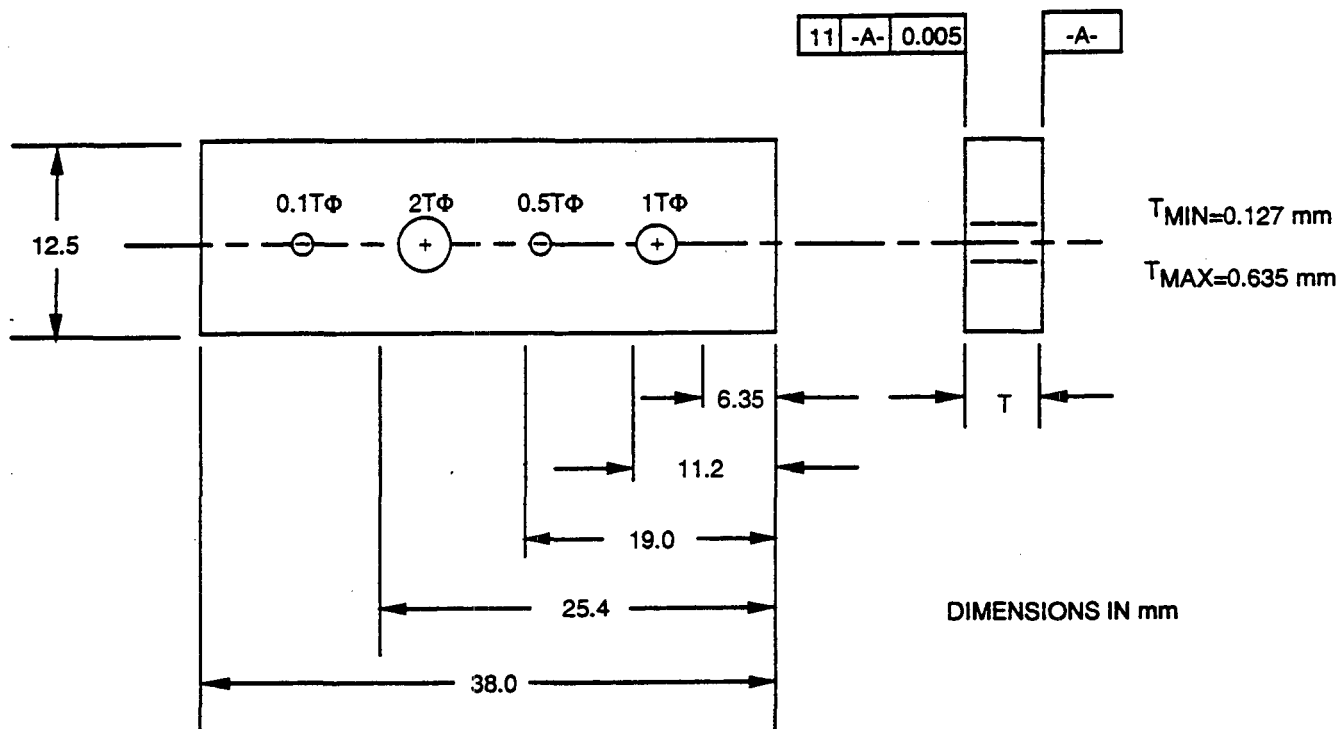 11 -A- 0.005
-A-
0.1TΦ 2TΦ 0.5TΦ 1TΦ
12.5
TMIN=0.127 mm
TMAX=0.635 mm
6.35
T
11.2
19.0
25.4
DIMENSIONS IN mm
38.0